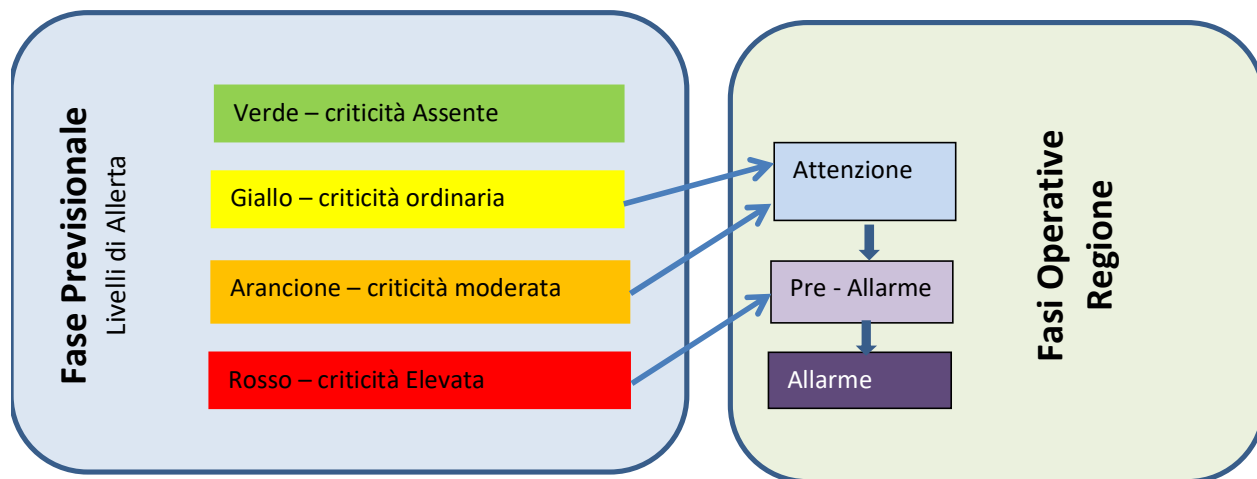 Fase Previsionale
Livelli di Allerta
Verde – criticità Assente
Giallo – criticità ordinaria
Arancione – criticità moderata
Rosso – criticità Elevata
Attenzione
Pre - Allarme
Allarme
Fasi Operative
Regione